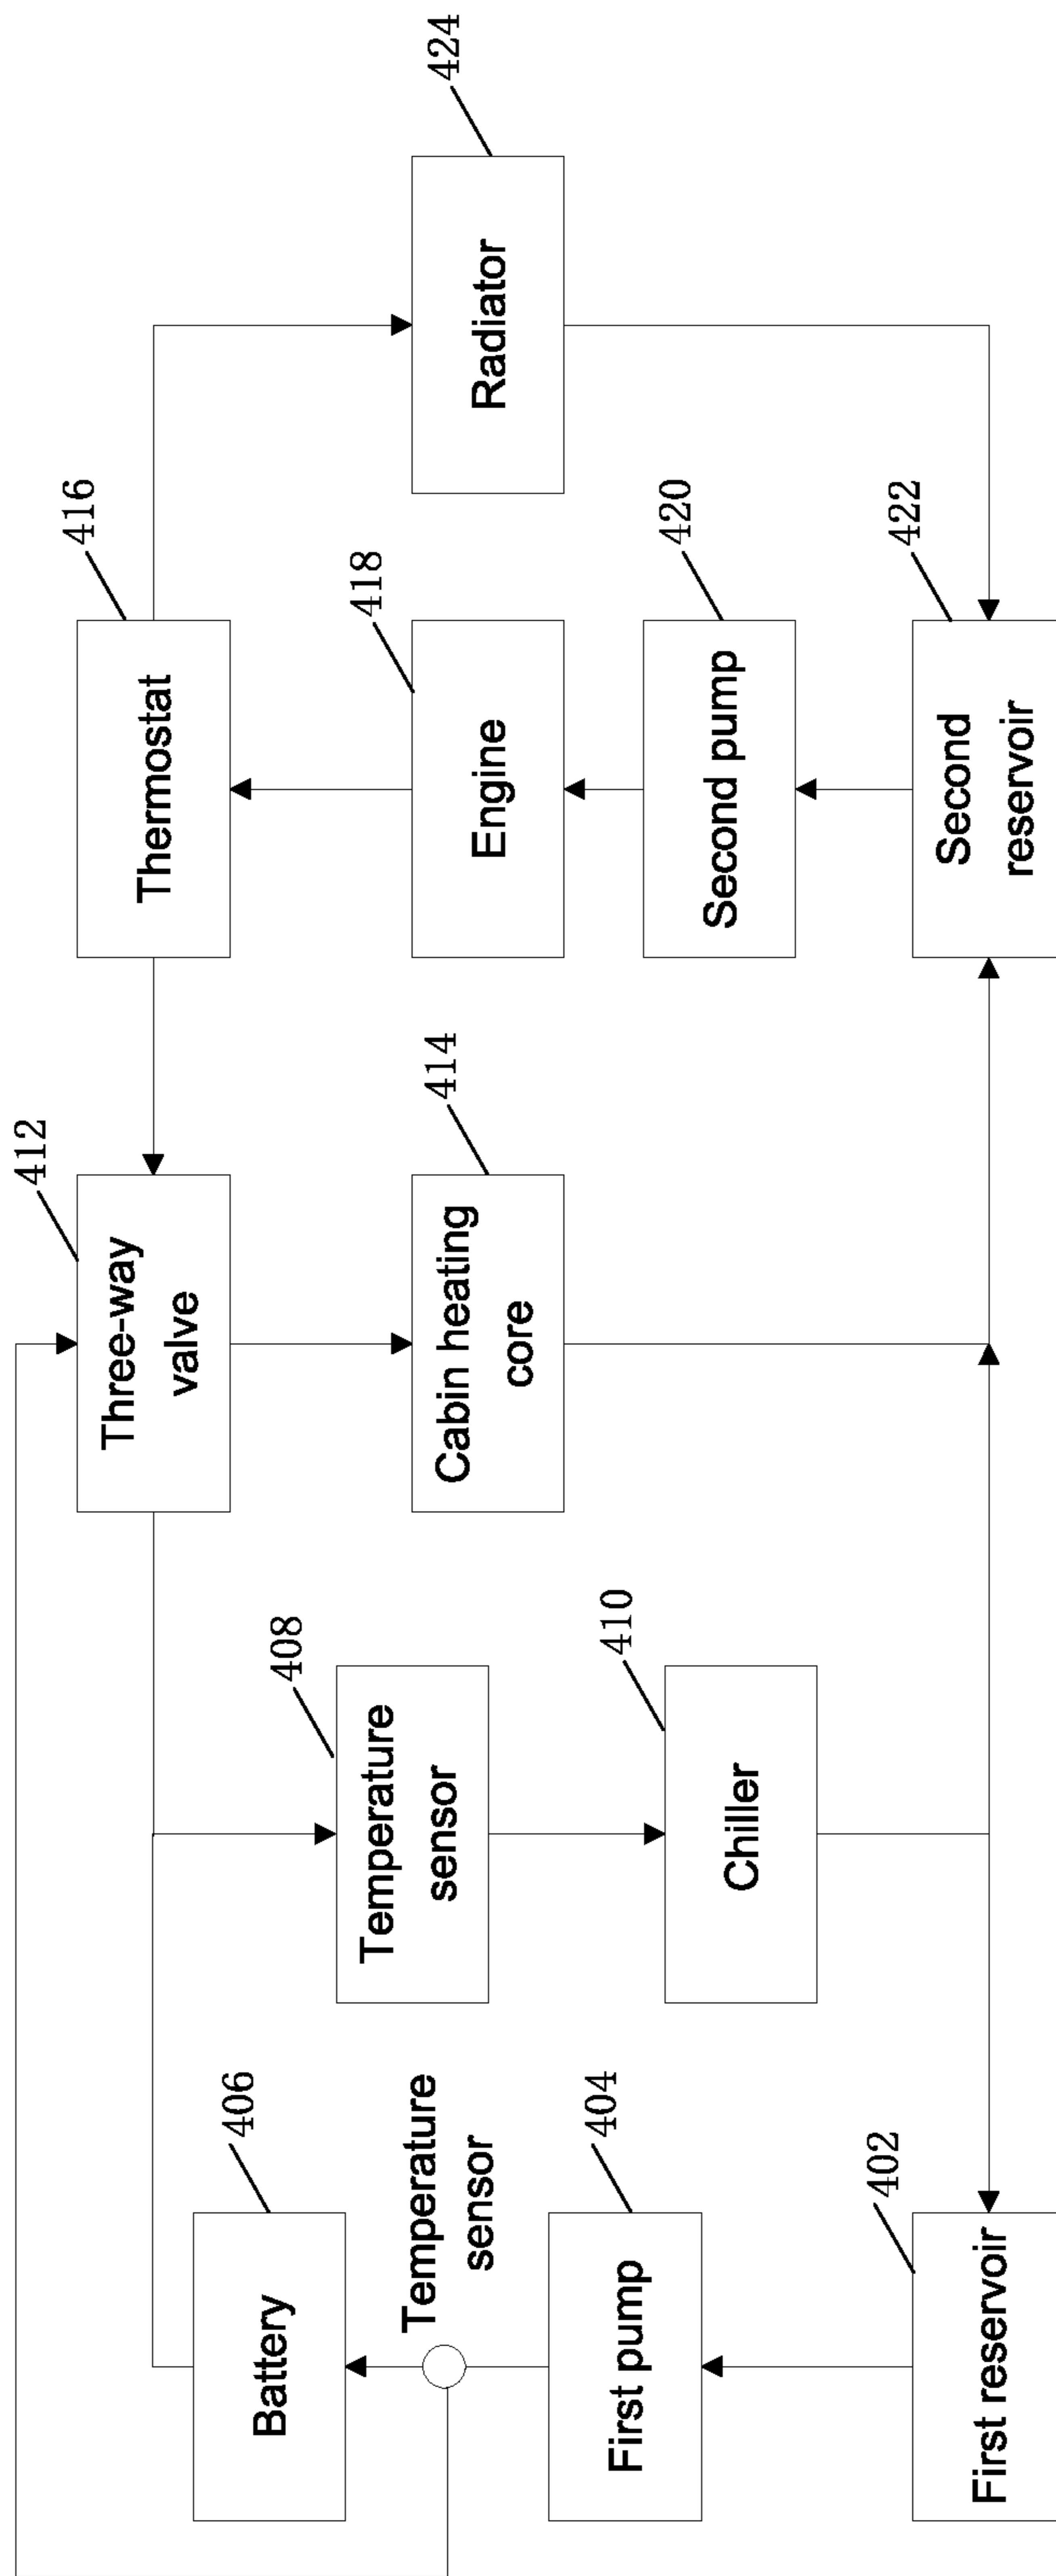 412
Three-way
valve
416
Thermostat
406
Battery
408
Temperature
sensor
414
Cabin heating
core
418
Engine
424
Radiator
Temperature
sensor
404
First pump
410
Chiller
420
Second pump
402
First reservoir
422
Second
reservoir